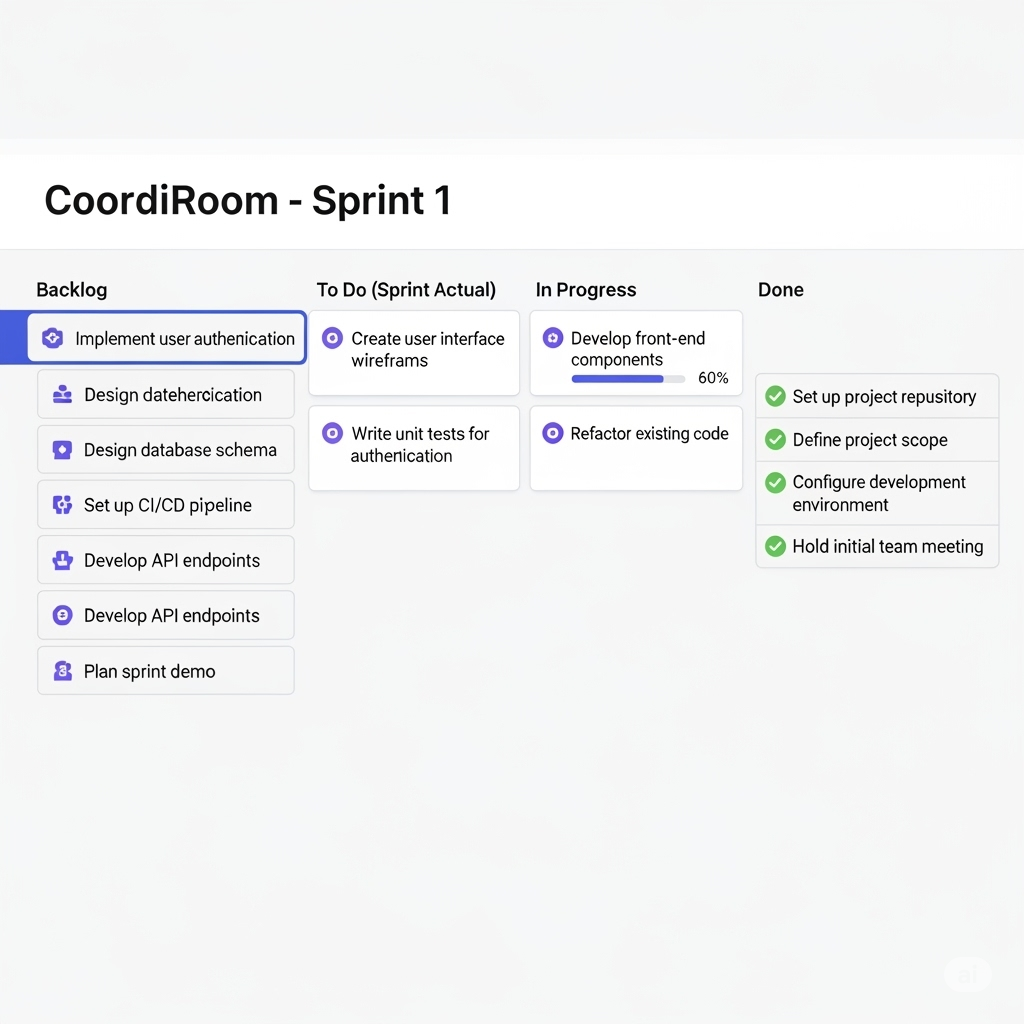 CoordiRoom - Sprint 1
Backlog
Implement user authenication
Design datehercication
Design database schema
Set up CI/CD pipeline
Develop API endpoints
Develop API endpoints
Plan sprint demo
To Do (Sprint Actual)
Create user interface
wireframs
Write unit tests for
authenication
In Progress
Develop front-end
components
60%
Refactor existing code
Done
Set up project repusitory
Define project scope
Configure development
environment
Hold initial team meeting
ai